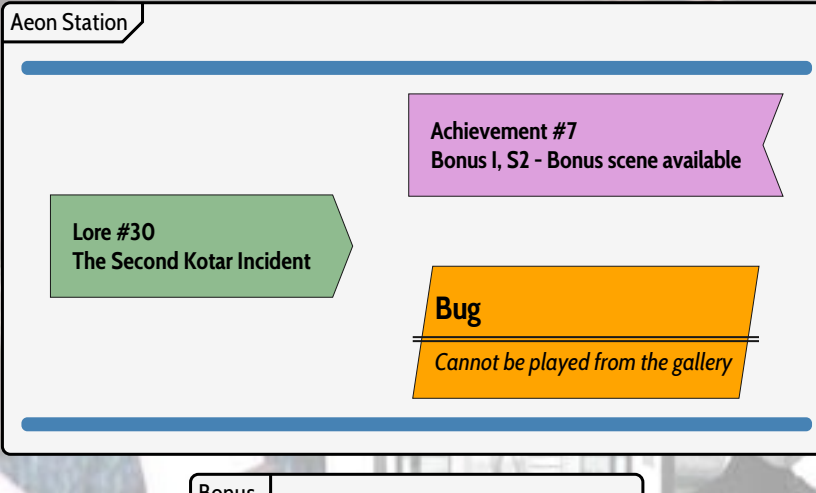 Aeon Station
Achievement #7
Bonus I, S2 - Bonus scene available
Lore #30
The Second Kotar Incident
Bug
Cannot be played from the gallery
Bonus